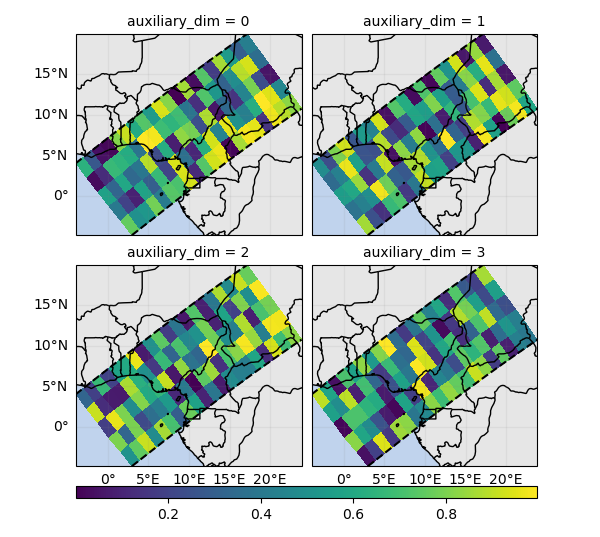 auxiliary_dim = 0 auxiliary_dim = 1
15°N
10°N
5°N
0°
auxiliary_dim = 2 auxiliary_dim = 3
15°N
10°N
5°N
0°
0° 5°E 10°E 15°E 20°E 0° 5°E 10°E 15°E 20°E
0.2 0.4 0.6 0.8